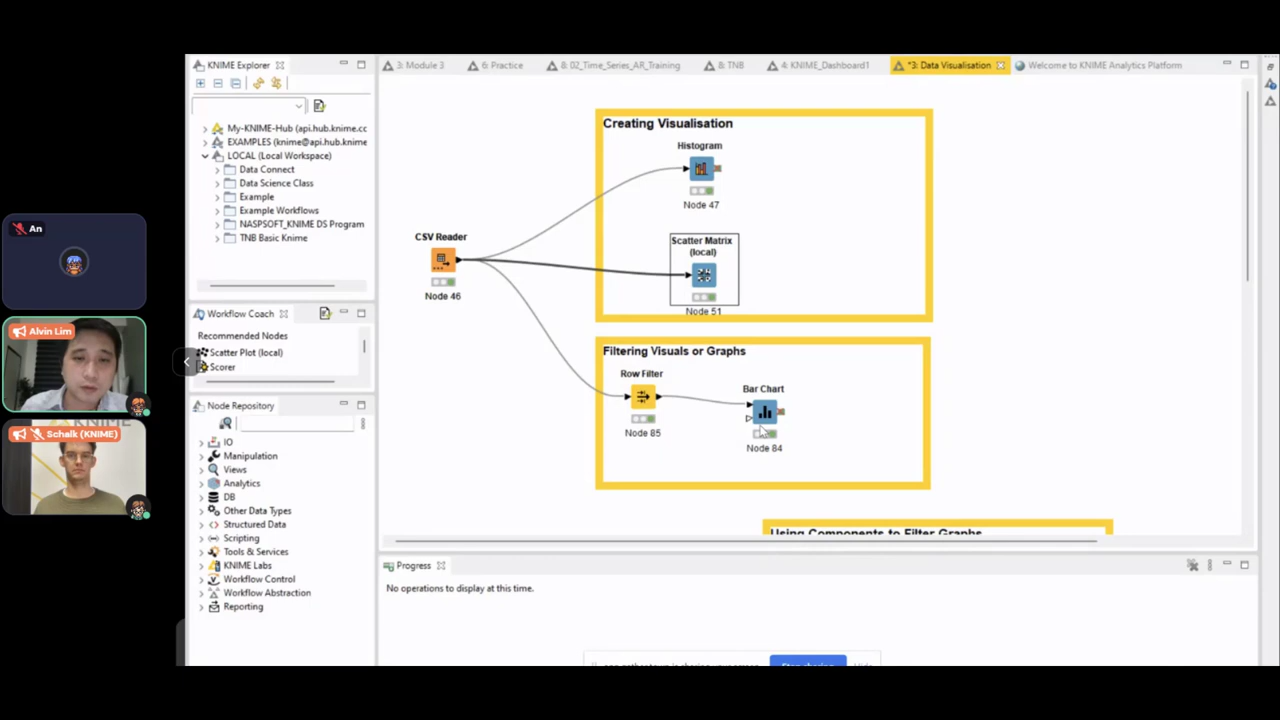 An
Alvin Lim
Schalk (KNIME)
KNIME Explorer
My-KNIME-Hub (api.hub.knime.cc
EXAMPLES (knime@api.hub.knime
LOCAL (Local Workspace)
Data Connect
Data Science Class
Example
Example Workflows
NASPSOFT_KNIME DS Program
TNB Basic Knime
Workflow Coach
Recommended Nodes
Scatter Plot (local)
Scorer
Node Repository
IO
Manipulation
Views
Analytics
DB
Other Data Types
Structured Data
Scripting
Tools & Services
KNIME Labs
Workflow Control
Workflow Abstraction
Reporting
3: Module 3
6: Practice
8: 02_Time_Series_AR_Training
8: TNB
4: KNIME_Dashboard1
*3: Data Visualisation
Welcome to KNIME Analytics Platform
CSV Reader
Node 46
Creating Visualisation
Histogram
Node 47
Scatter Matrix
(local)
Node 51
Filtering Visuals or Graphs
Row Filter
Node 85
Bar Chart
Node 84
Using Components to Filter Graphs
Progress
No operations to display at this time.
Stop sharing
Hide